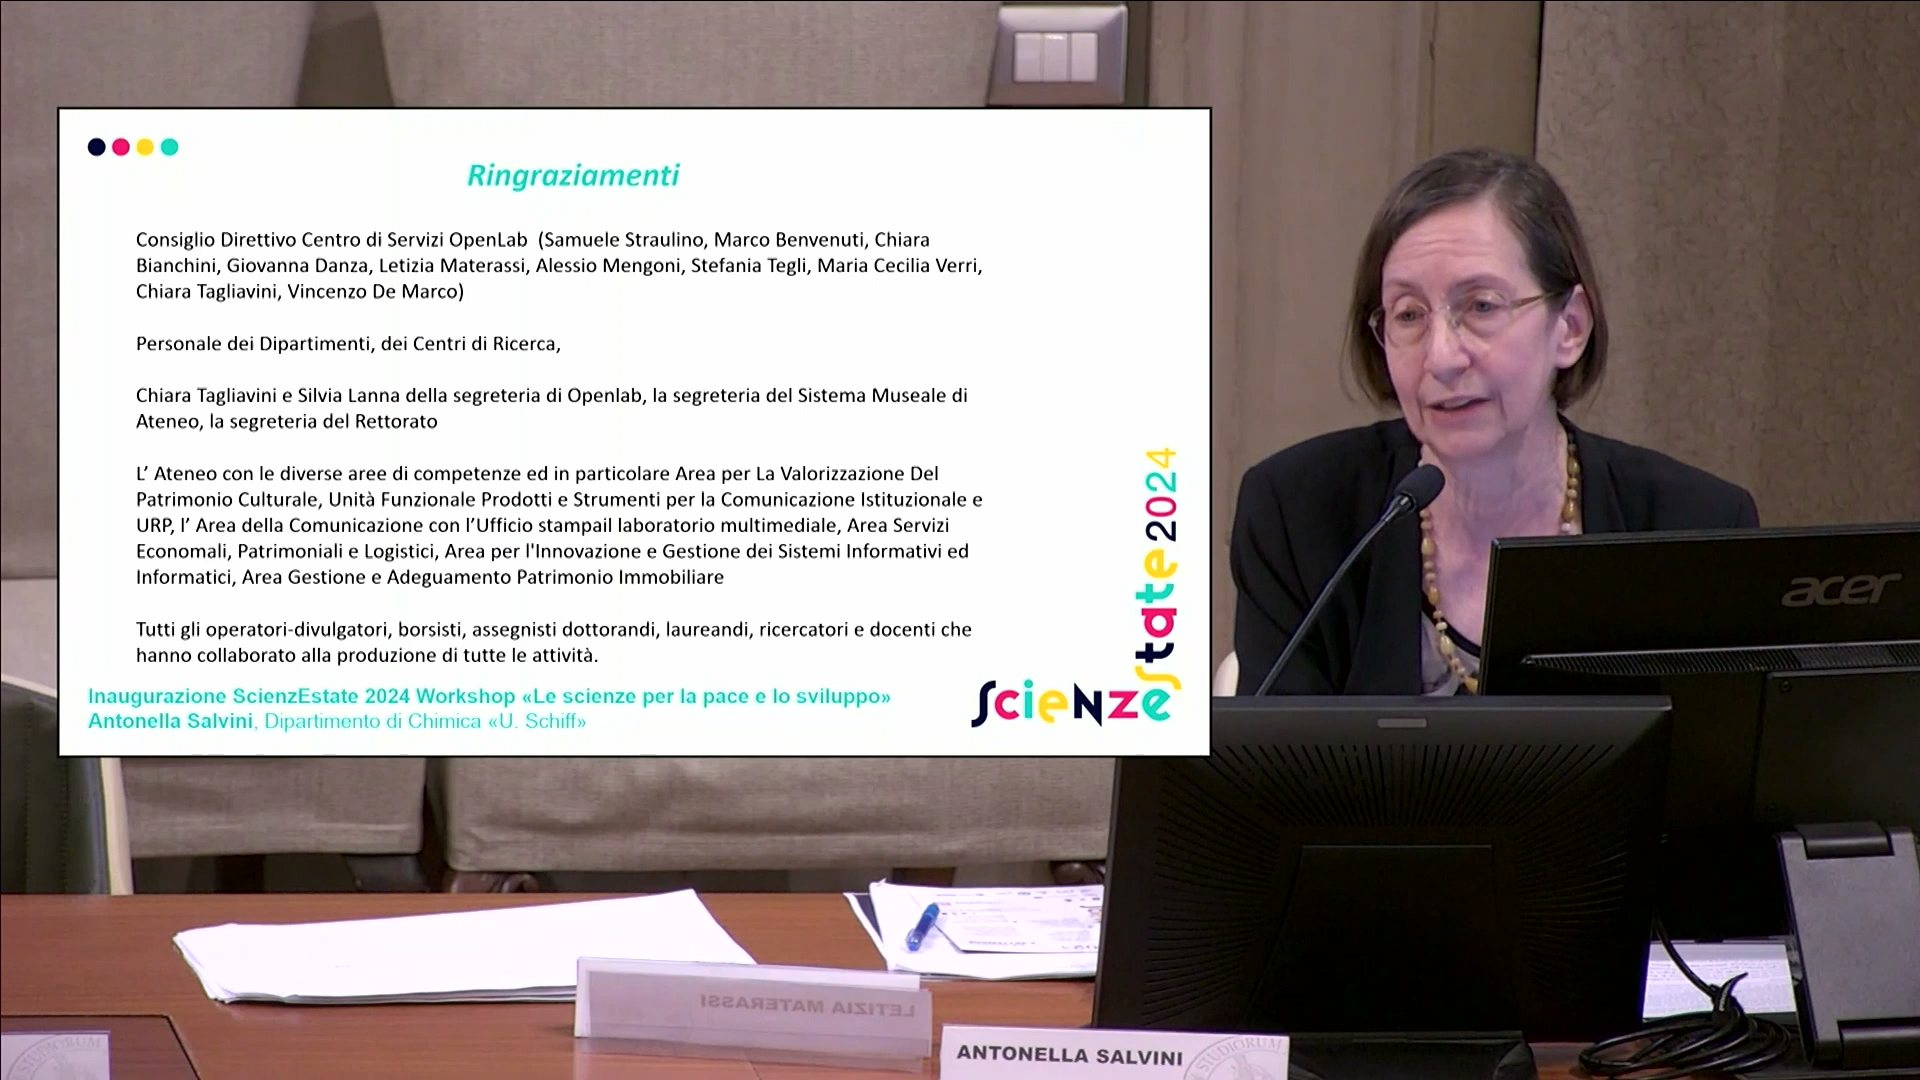 Ringraziamenti
Consiglio Direttivo Centro di Servizi OpenLab (Samuele Straulino, Marco Benvenuti, Chiara
Bianchini, Giovanna Danza, Letizia Materassi, Alessio Mengoni, Stefania Tegli, Maria Cecilia Verri,
Chiara Tagliavini, Vincenzo De Marco)
Personale dei Dipartimenti, dei Centri di Ricerca,
Chiara Tagliavini e Silvia Lanna della segreteria di Openlab, la segreteria del Sistema Museale di
Ateneo, la segreteria del Rettorato
L’ Ateneo con le diverse aree di competenze ed in particolare Area per La Valorizzazione Del
Patrimonio Culturale, Unità Funzionale Prodotti e Strumenti per la Comunicazione Istituzionale e
URP, l’ Area della Comunicazione con l’Ufficio stampail laboratorio multimediale, Area Servizi
Economali, Patrimoniali e Logistici, Area per l'Innovazione e Gestione dei Sistemi Informativi ed
Informatici, Area Gestione e Adeguamento Patrimonio Immobiliare
Tutti gli operatori-divulgatori, borsisti, assegnisti dottorandi, laureandi, ricercatori e docenti che
hanno collaborato alla produzione di tutte le attività.
Inaugurazione ScienzEstate 2024 Workshop «Le scienze per la pace e lo sviluppo»
Antonella Salvini, Dipartimento di Chimica «U. Schiff»
ScieNzEstate2024
acer
LETIZIA MATERASSI
ANTONELLA SALVINI
STUDIORUM
STUDIORUM